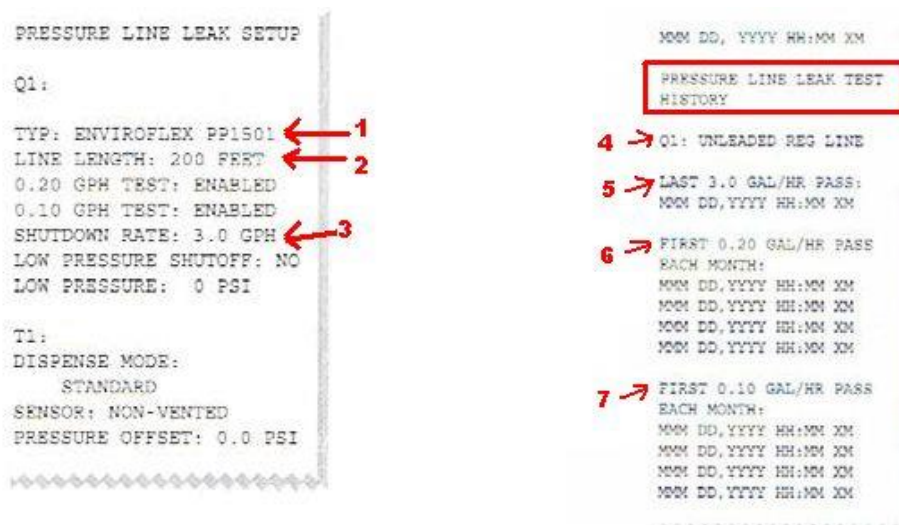 PRESSURE LINE LEAK SETUP
Q1:
TYP: ENVIROFLEX PP1501
1
LINE LENGTH: 200 FEET
2
0.20 GPH TEST: ENABLED
0.10 GPH TEST: ENABLED
SHUTDOWN RATE: 3.0 GPH
3
LOW PRESSURE SHUTOFF: NO
LOW PRESSURE: 0 PSI
T1:
DISPENSE MODE:
STANDARD
SENSOR: NON-VENTED
PRESSURE OFFSET: 0.0 PSI
MMM DD, YYYY HH:MM XM
PRESSURE LINE LEAK TEST
HISTORY
4
Q1: UNLEADED REG LINE
5
LAST 3.0 GAL/HR PASS:
MMM DD,YYYY HH:MM XM
6
FIRST 0.20 GAL/HR PASS
EACH MONTH:
MMM DD,YYYY HH:MM XM
MMM DD,YYYY HH:MM XM
MMM DD,YYYY HH:MM XM
MMM DD,YYYY HH:MM XM
7
FIRST 0.10 GAL/HR PASS
EACH MONTH:
MMM DD,YYYY HH:MM XM
MMM DD,YYYY HH:MM XM
MMM DD,YYYY HH:MM XM
MMM DD,YYYY HH:MM XM